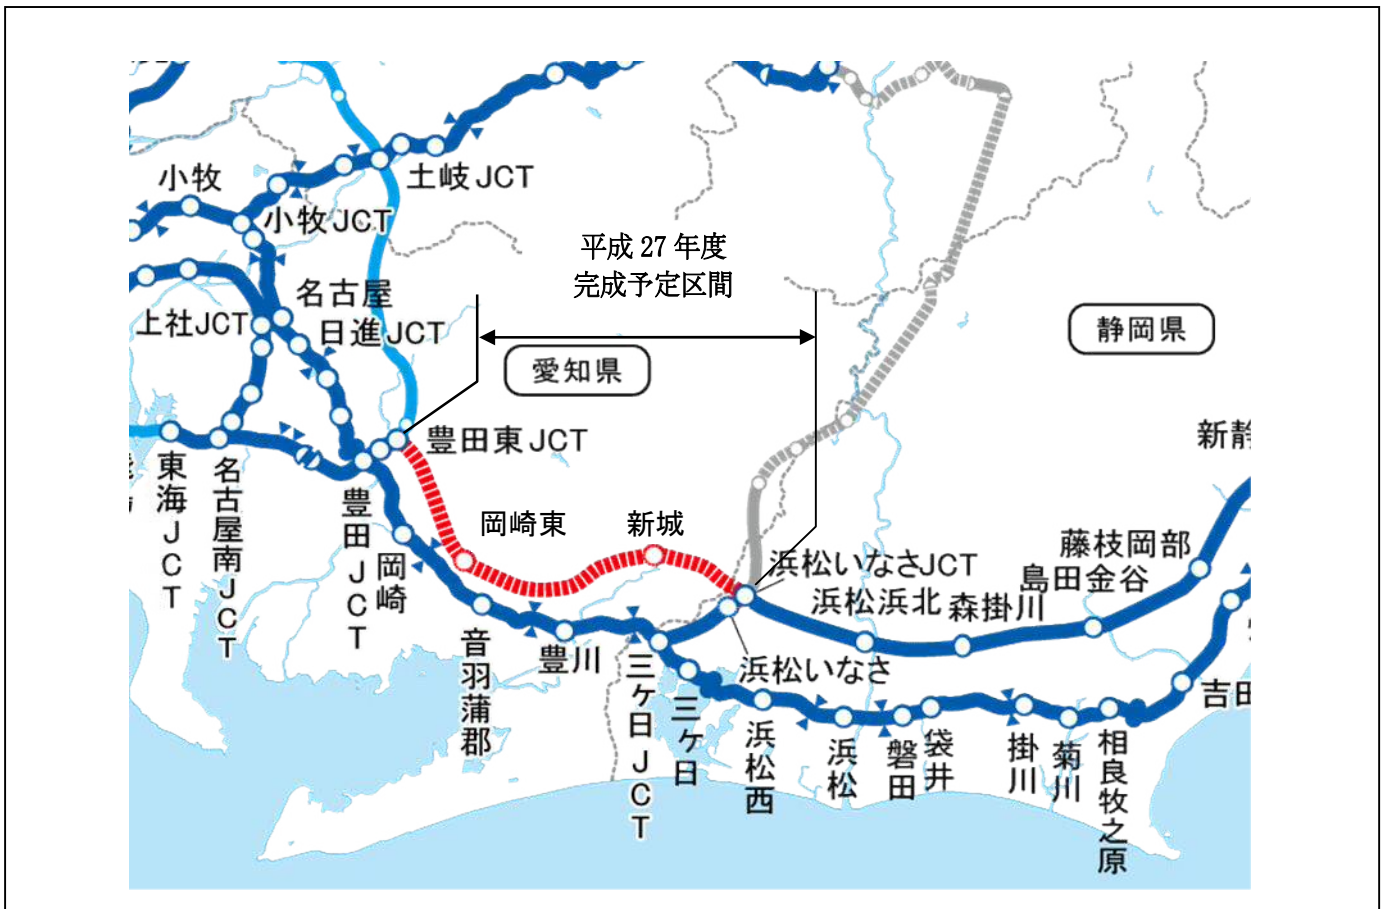 小牧
土岐JCT
小牧JCT
平成27年度
完成予定区間
名古屋
上社JCT
日進JCT
静岡県
愛知県
豊田東JCT
新静
東海JCT
名古屋南JCT
豊田JCT
岡崎
岡崎東
新城
藤枝岡部
浜松いなさJCT
島田金谷
浜松浜北
森掛川
音羽蒲郡
豊川
三ケ日JCT
三ケ日
浜松いなさ
吉田
浜松西
浜松
磐田
袋井
掛川
菊川
相良牧之原